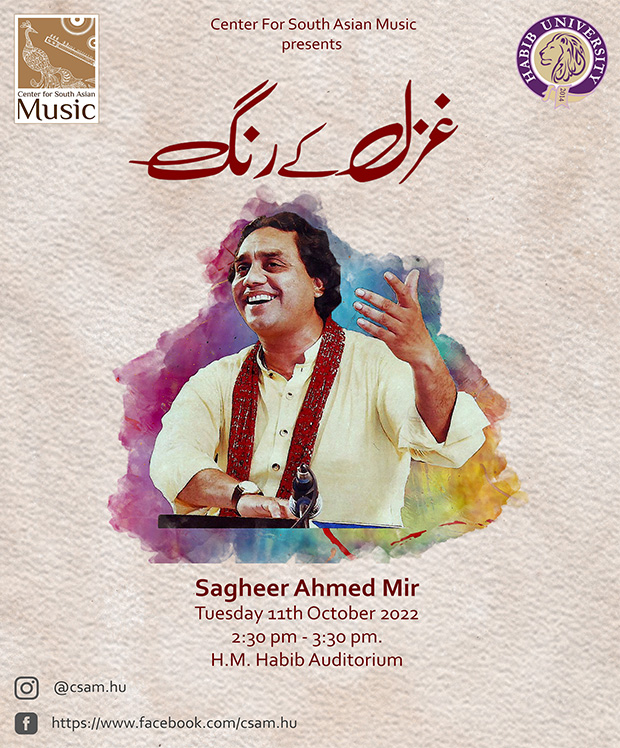 Center For South Asian Music
presents
Center for South Asian
Music
HABIB UNIVERSITY
2014
غزل کے رنگ
Sagheer Ahmed Mir
Tuesday 11th October 2022
2:30 pm - 3:30 pm.
H.M. Habib Auditorium
@csam.hu
https://www.facebook.com/csam.hu